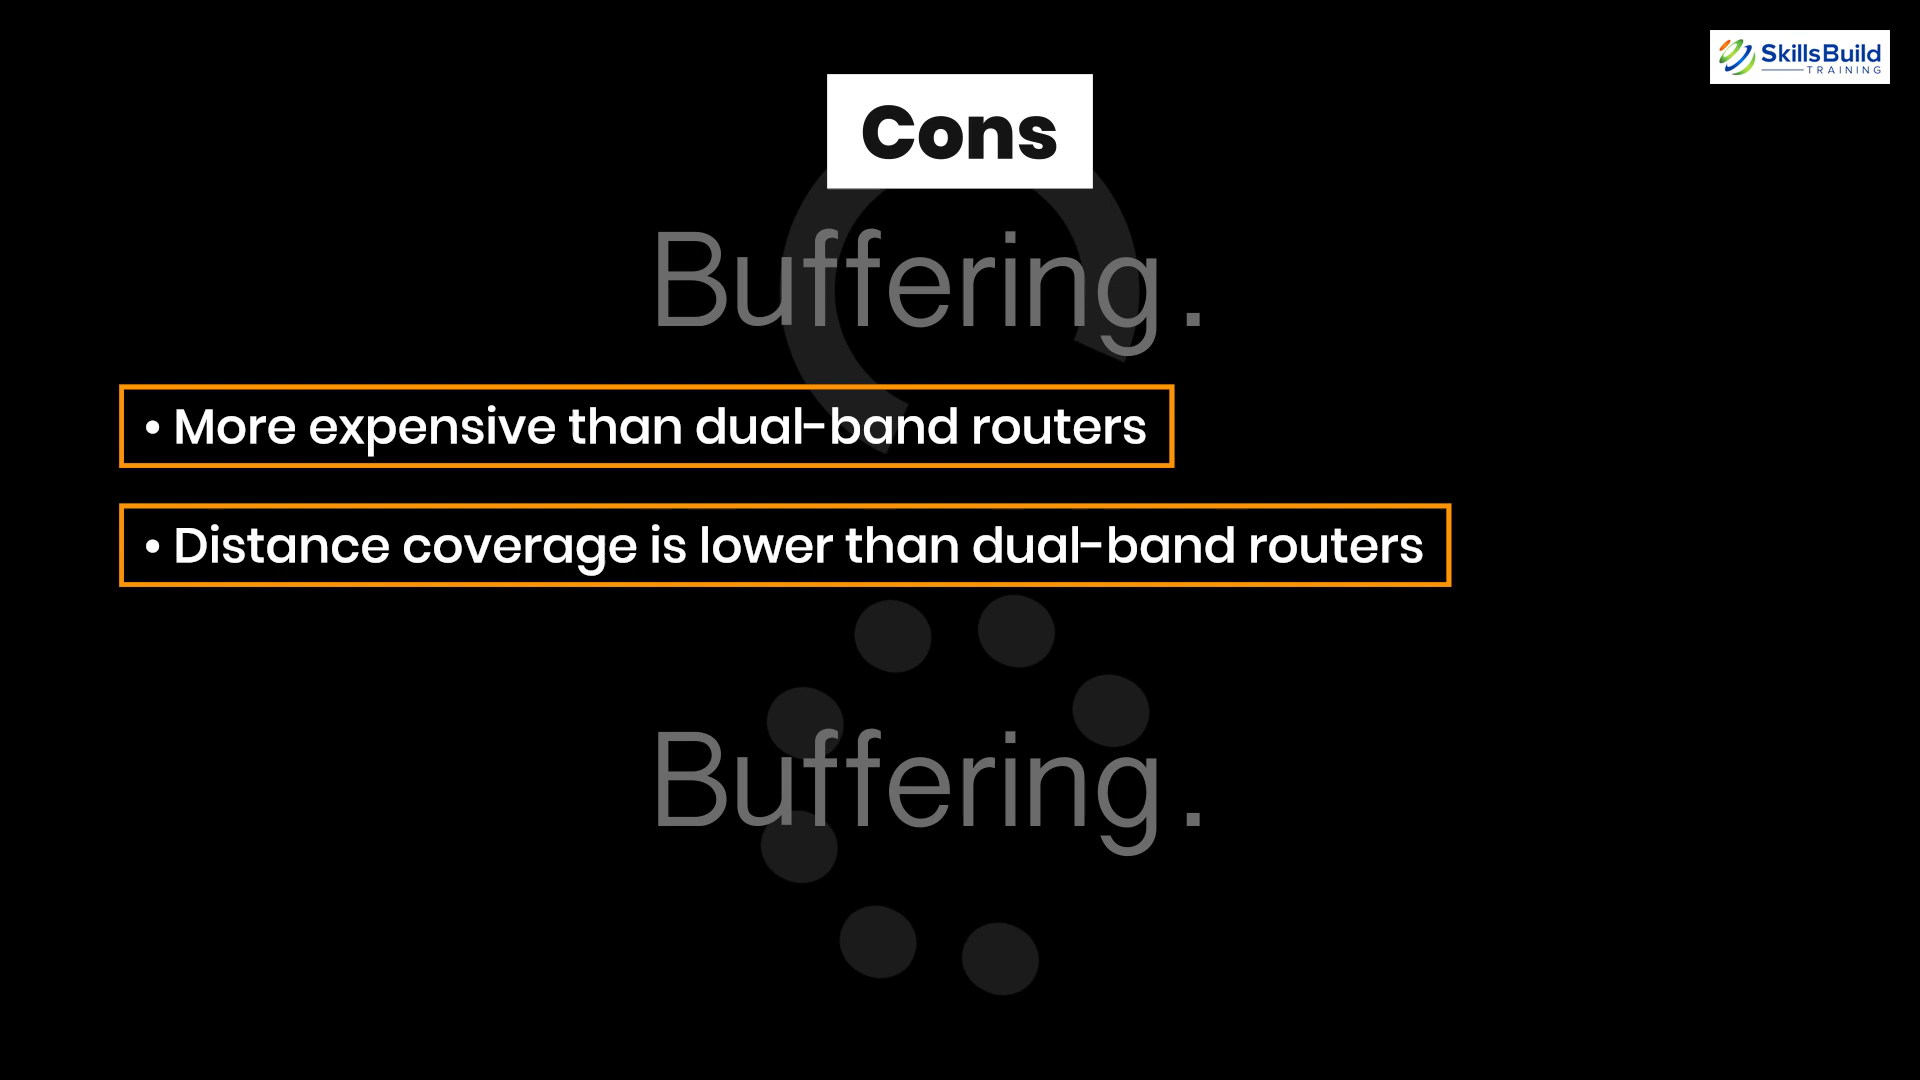 SkillsBuild
TRAINING
Cons
Buffering.
• More expensive than dual-band routers
• Distance coverage is lower than dual-band routers
Buffering.